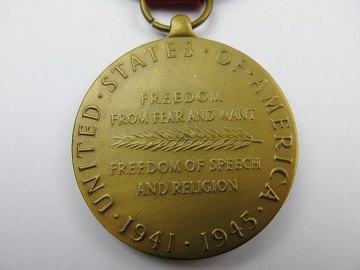 UNITED · STATES · OF · AMERICA
FREEDOM
FROM FEAR AND WANT
FREEDOM OF SPEECH
AND RELIGION
· 1941 · 1945 ·